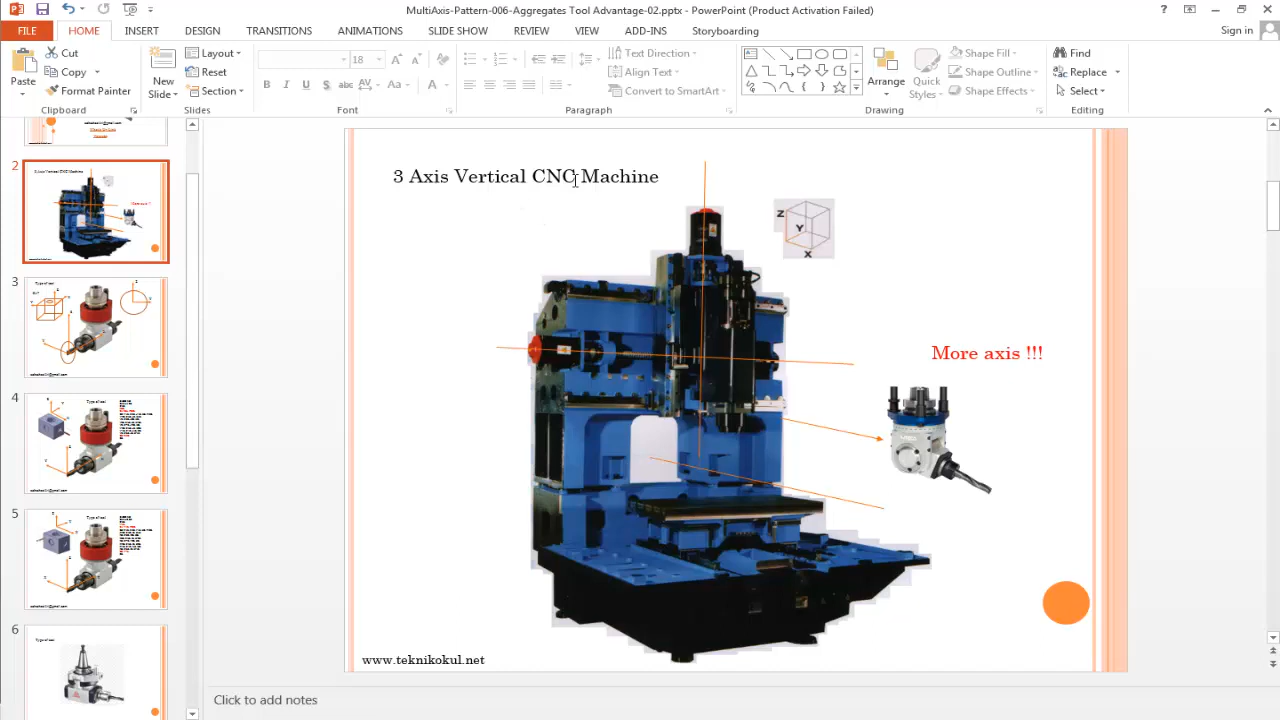 MultiAxis-Pattern-006-Aggregates Tool Advantage-02.pptx - PowerPoint (Product Activation Failed)
FILE HOME INSERT DESIGN TRANSITIONS ANIMATIONS SLIDE SHOW REVIEW VIEW ADD-INS Storyboarding Sign in
Paste
Cut
Copy
Format Painter
Clipboard
New Slide
Layout
Reset
Section
Slides
18
Font
Text Direction
Align Text
Convert to SmartArt
Paragraph
Arrange
Quick Styles
Shape Fill
Shape Outline
Shape Effects
Drawing
Find
Replace
Select
Editing
2
3
4
5
6
3 Axis Vertical CNC Machine
Z
Y
X
More axis !!!
www.teknikokul.net
Click to add notes